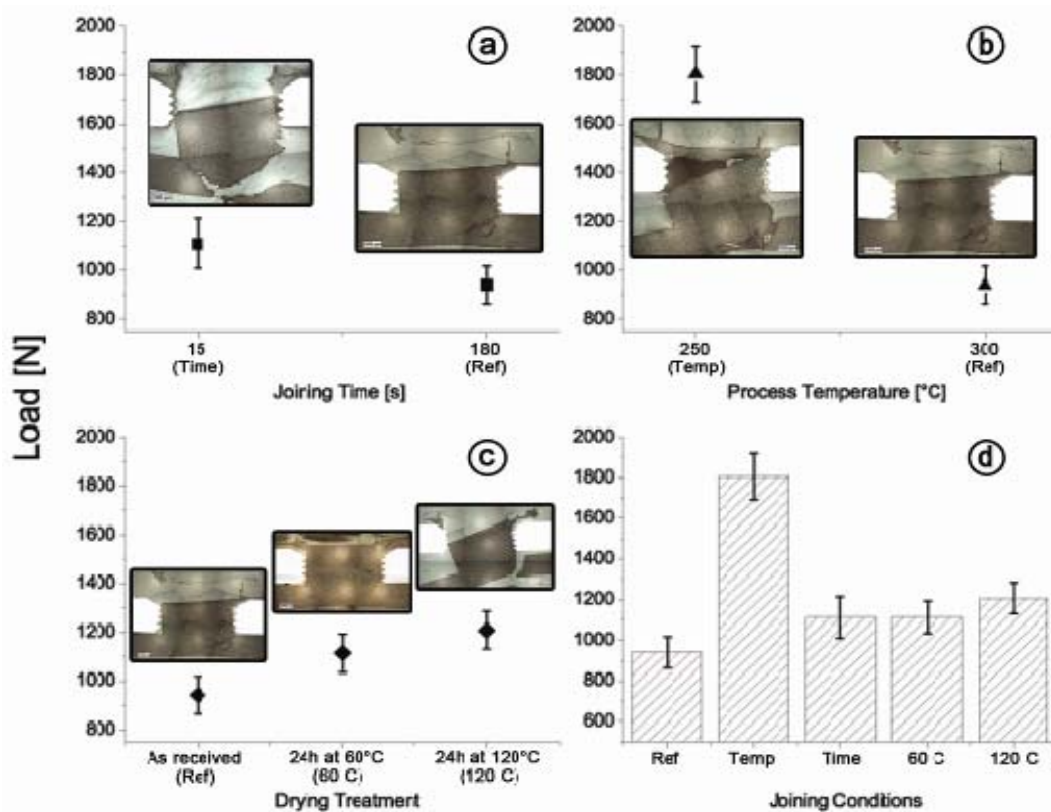 Load [N]
2000
1800
1600
1400
1200
1000
800
a
15
(Time)
180
(Ref)
Joiring Time [s]
2000
1800
1600
1400
1200
1000
800
b
250
(Temp)
300
(Ref)
Process Temperature [°C]
2000
1800
1600
1400
1200
1000
800
c
As received
(Ref)
24h at 60°C
(60 C)
24h at 120°C
(120 C)
Drying Treatment
2000
1800
1600
1400
1200
1000
800
600
d
Ref
Temp
Time
60 C
120 C
Joining Conditions